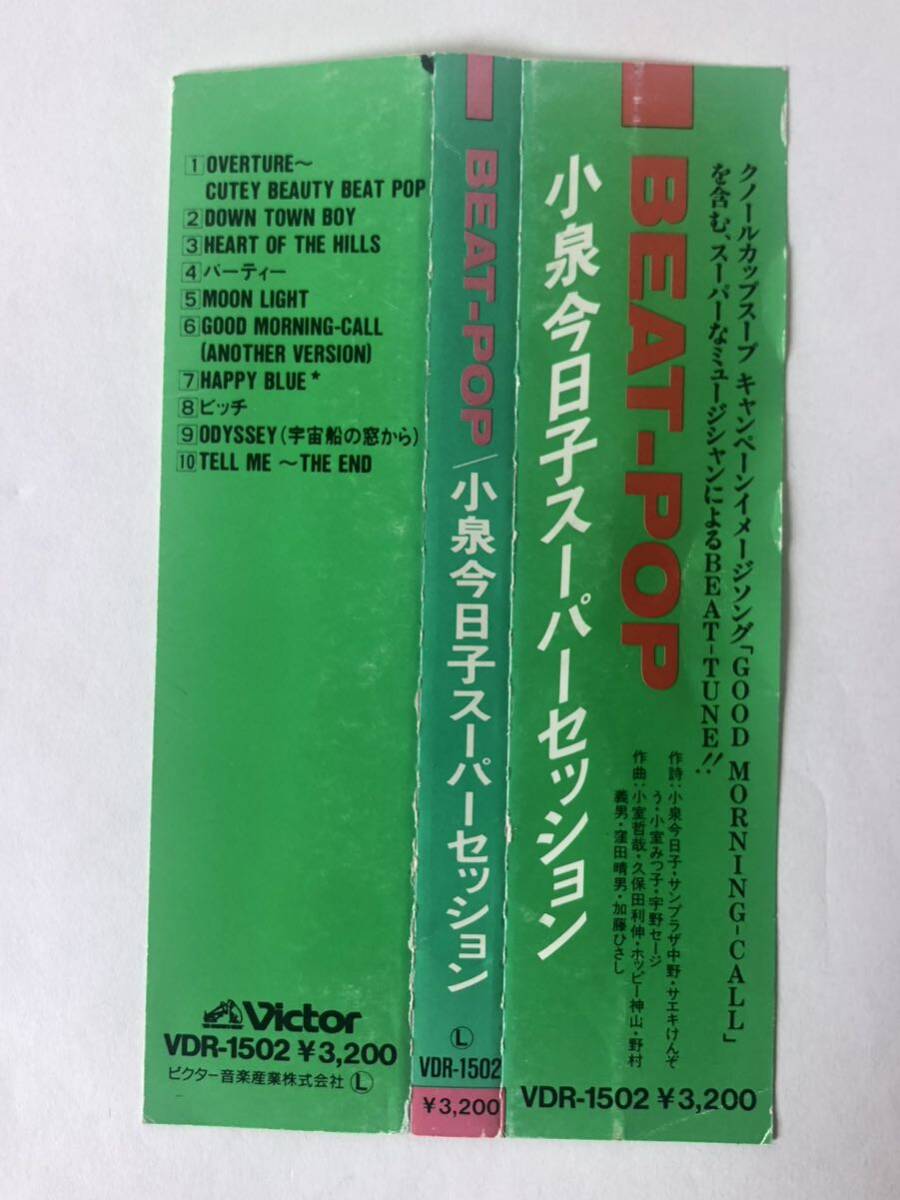 1 OVERTURE～
CUTEY BEAUTY BEAT POP
2 DOWN TOWN BOY
3 HEART OF THE HILLS
4 パーティー
5 MOON LIGHT
6 GOOD MORNING-CALL
(ANOTHER VERSION)
7 HAPPY BLUE*
8 ビッチ
9 ODYSSEY(宇宙船の窓から)
10 TELL ME ～THE END
Victor
VDR-1502 ¥3,200
ビクター音楽産業株式会社 Ⓛ
BEAT-POP／小泉今日子スーパーセッション
Ⓛ
VDR-1502
¥3,200
クノールカップスープ キャンペーンイメージソング「GOOD MORNING-CALL」
を含む、スーパーなミュージシャンによるBEAT-TUNE!!
BEAT-POP
小泉今日子スーパーセッション
作詩:小泉今日子・サンプラザ中野・サエキけんぞ
う・小室みつ子・宇野セージ
作曲:小室哲哉・久保田利伸・ホッピー神山・野村
義男・窪田晴男・加藤ひさし
VDR-1502 ¥3,200